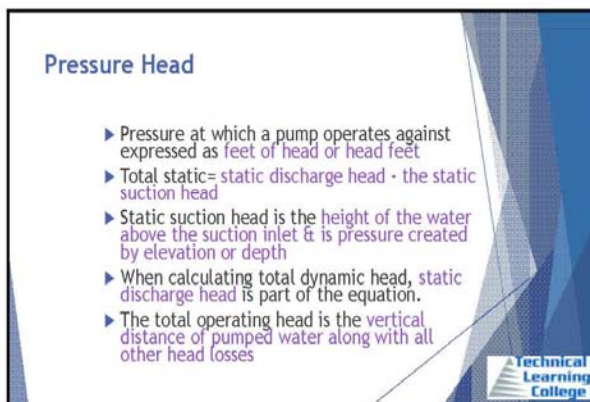 Pressure Head
▶ Pressure at which a pump operates against
expressed as feet of head or head feet
▶ Total static= static discharge head - the static
suction head
▶ Static suction head is the height of the water
above the suction inlet & is pressure created
by elevation or depth
▶ When calculating total dynamic head, static
discharge head is part of the equation.
▶ The total operating head is the vertical
distance of pumped water along with all
other head losses
Technical
Learning
College